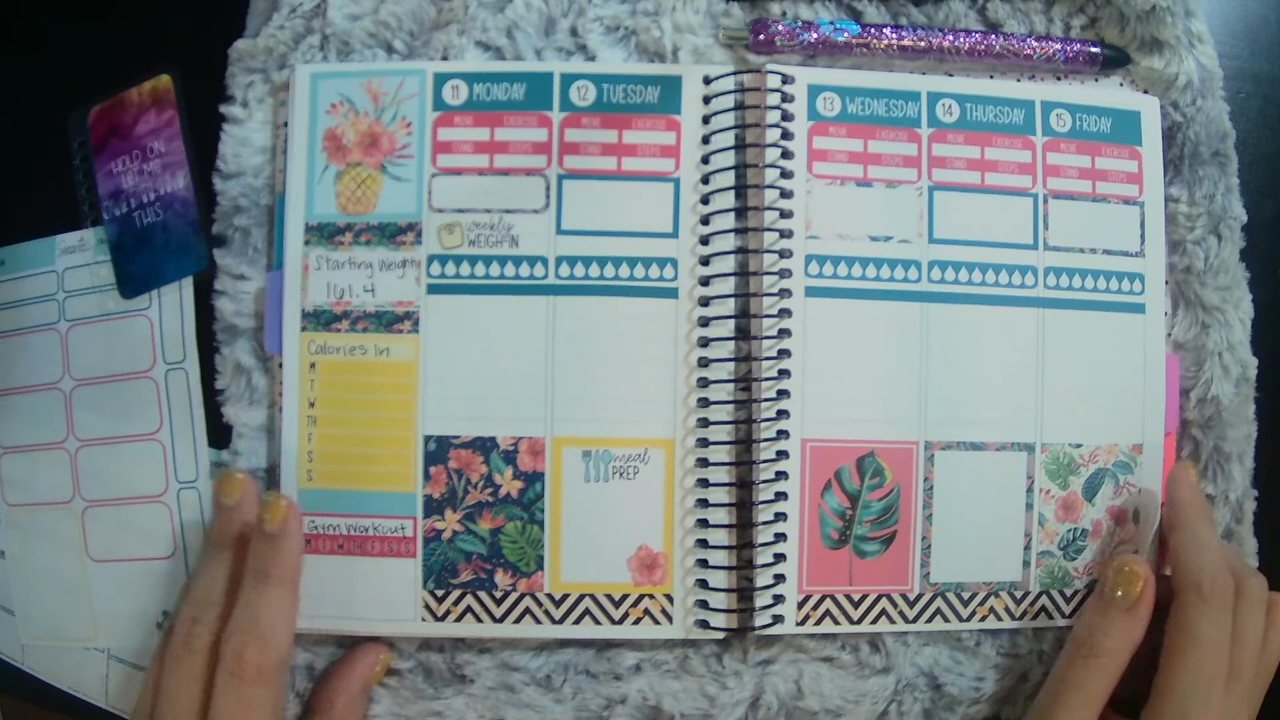 HOLD ON
LET ME
THIS
Starting Weight
161.4
Calories In
M
T
W
TH
F
S
S
Gym Workout
M T W TH F S S
11 MONDAY
MOVE EXERCISE
STAND STEPS
weekly
WEIGH-IN
12 TUESDAY
MOVE EXERCISE
STAND STEPS
meal
PREP
13 WEDNESDAY
MOVE EXERCISE
STAND STEPS
14 THURSDAY
MOVE EXERCISE
STAND STEPS
15 FRIDAY
MOVE EXERCISE
STAND STEPS